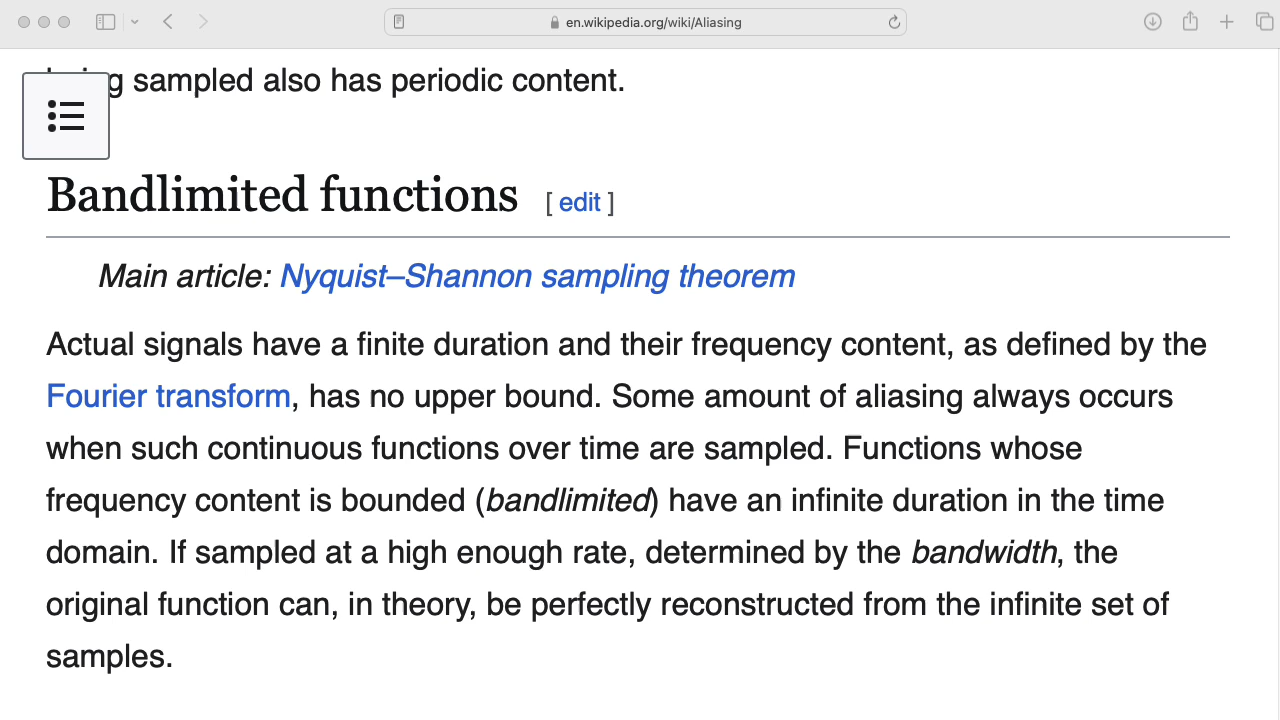 en.wikipedia.org/wiki/Aliasing
sampled also has periodic content.
Bandlimited functions [ edit ]
Main article: Nyquist–Shannon sampling theorem
Actual signals have a finite duration and their frequency content, as defined by the
Fourier transform, has no upper bound. Some amount of aliasing always occurs
when such continuous functions over time are sampled. Functions whose
frequency content is bounded (bandlimited) have an infinite duration in the time
domain. If sampled at a high enough rate, determined by the bandwidth, the
original function can, in theory, be perfectly reconstructed from the infinite set of
samples.